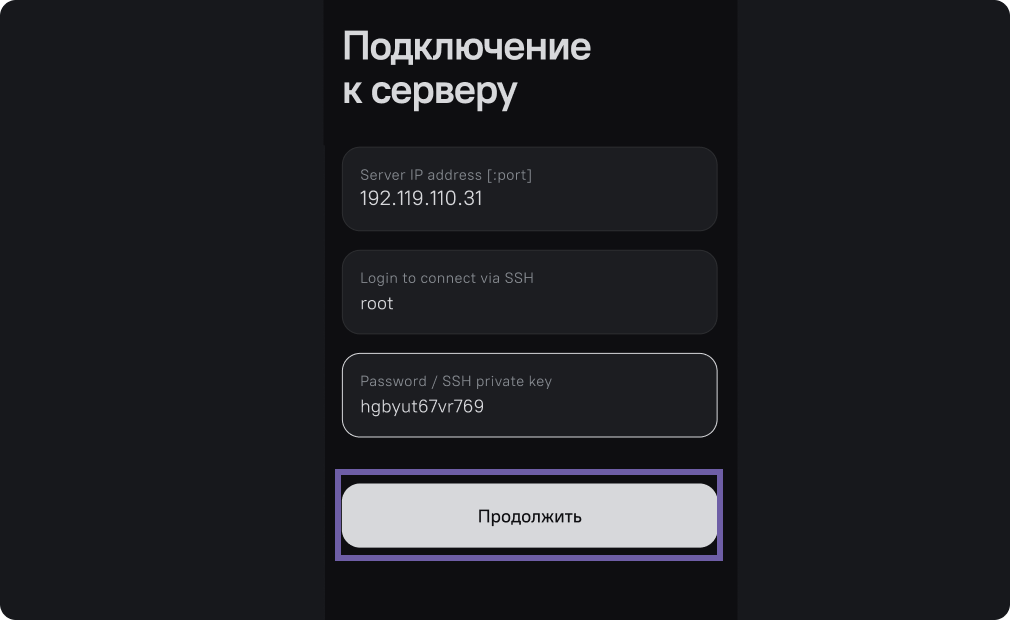 Подключение
к серверу
Server IP address [:port]
192.119.110.31
Login to connect via SSH
root
Password / SSH private key
hgbyut67vr769
Продолжить